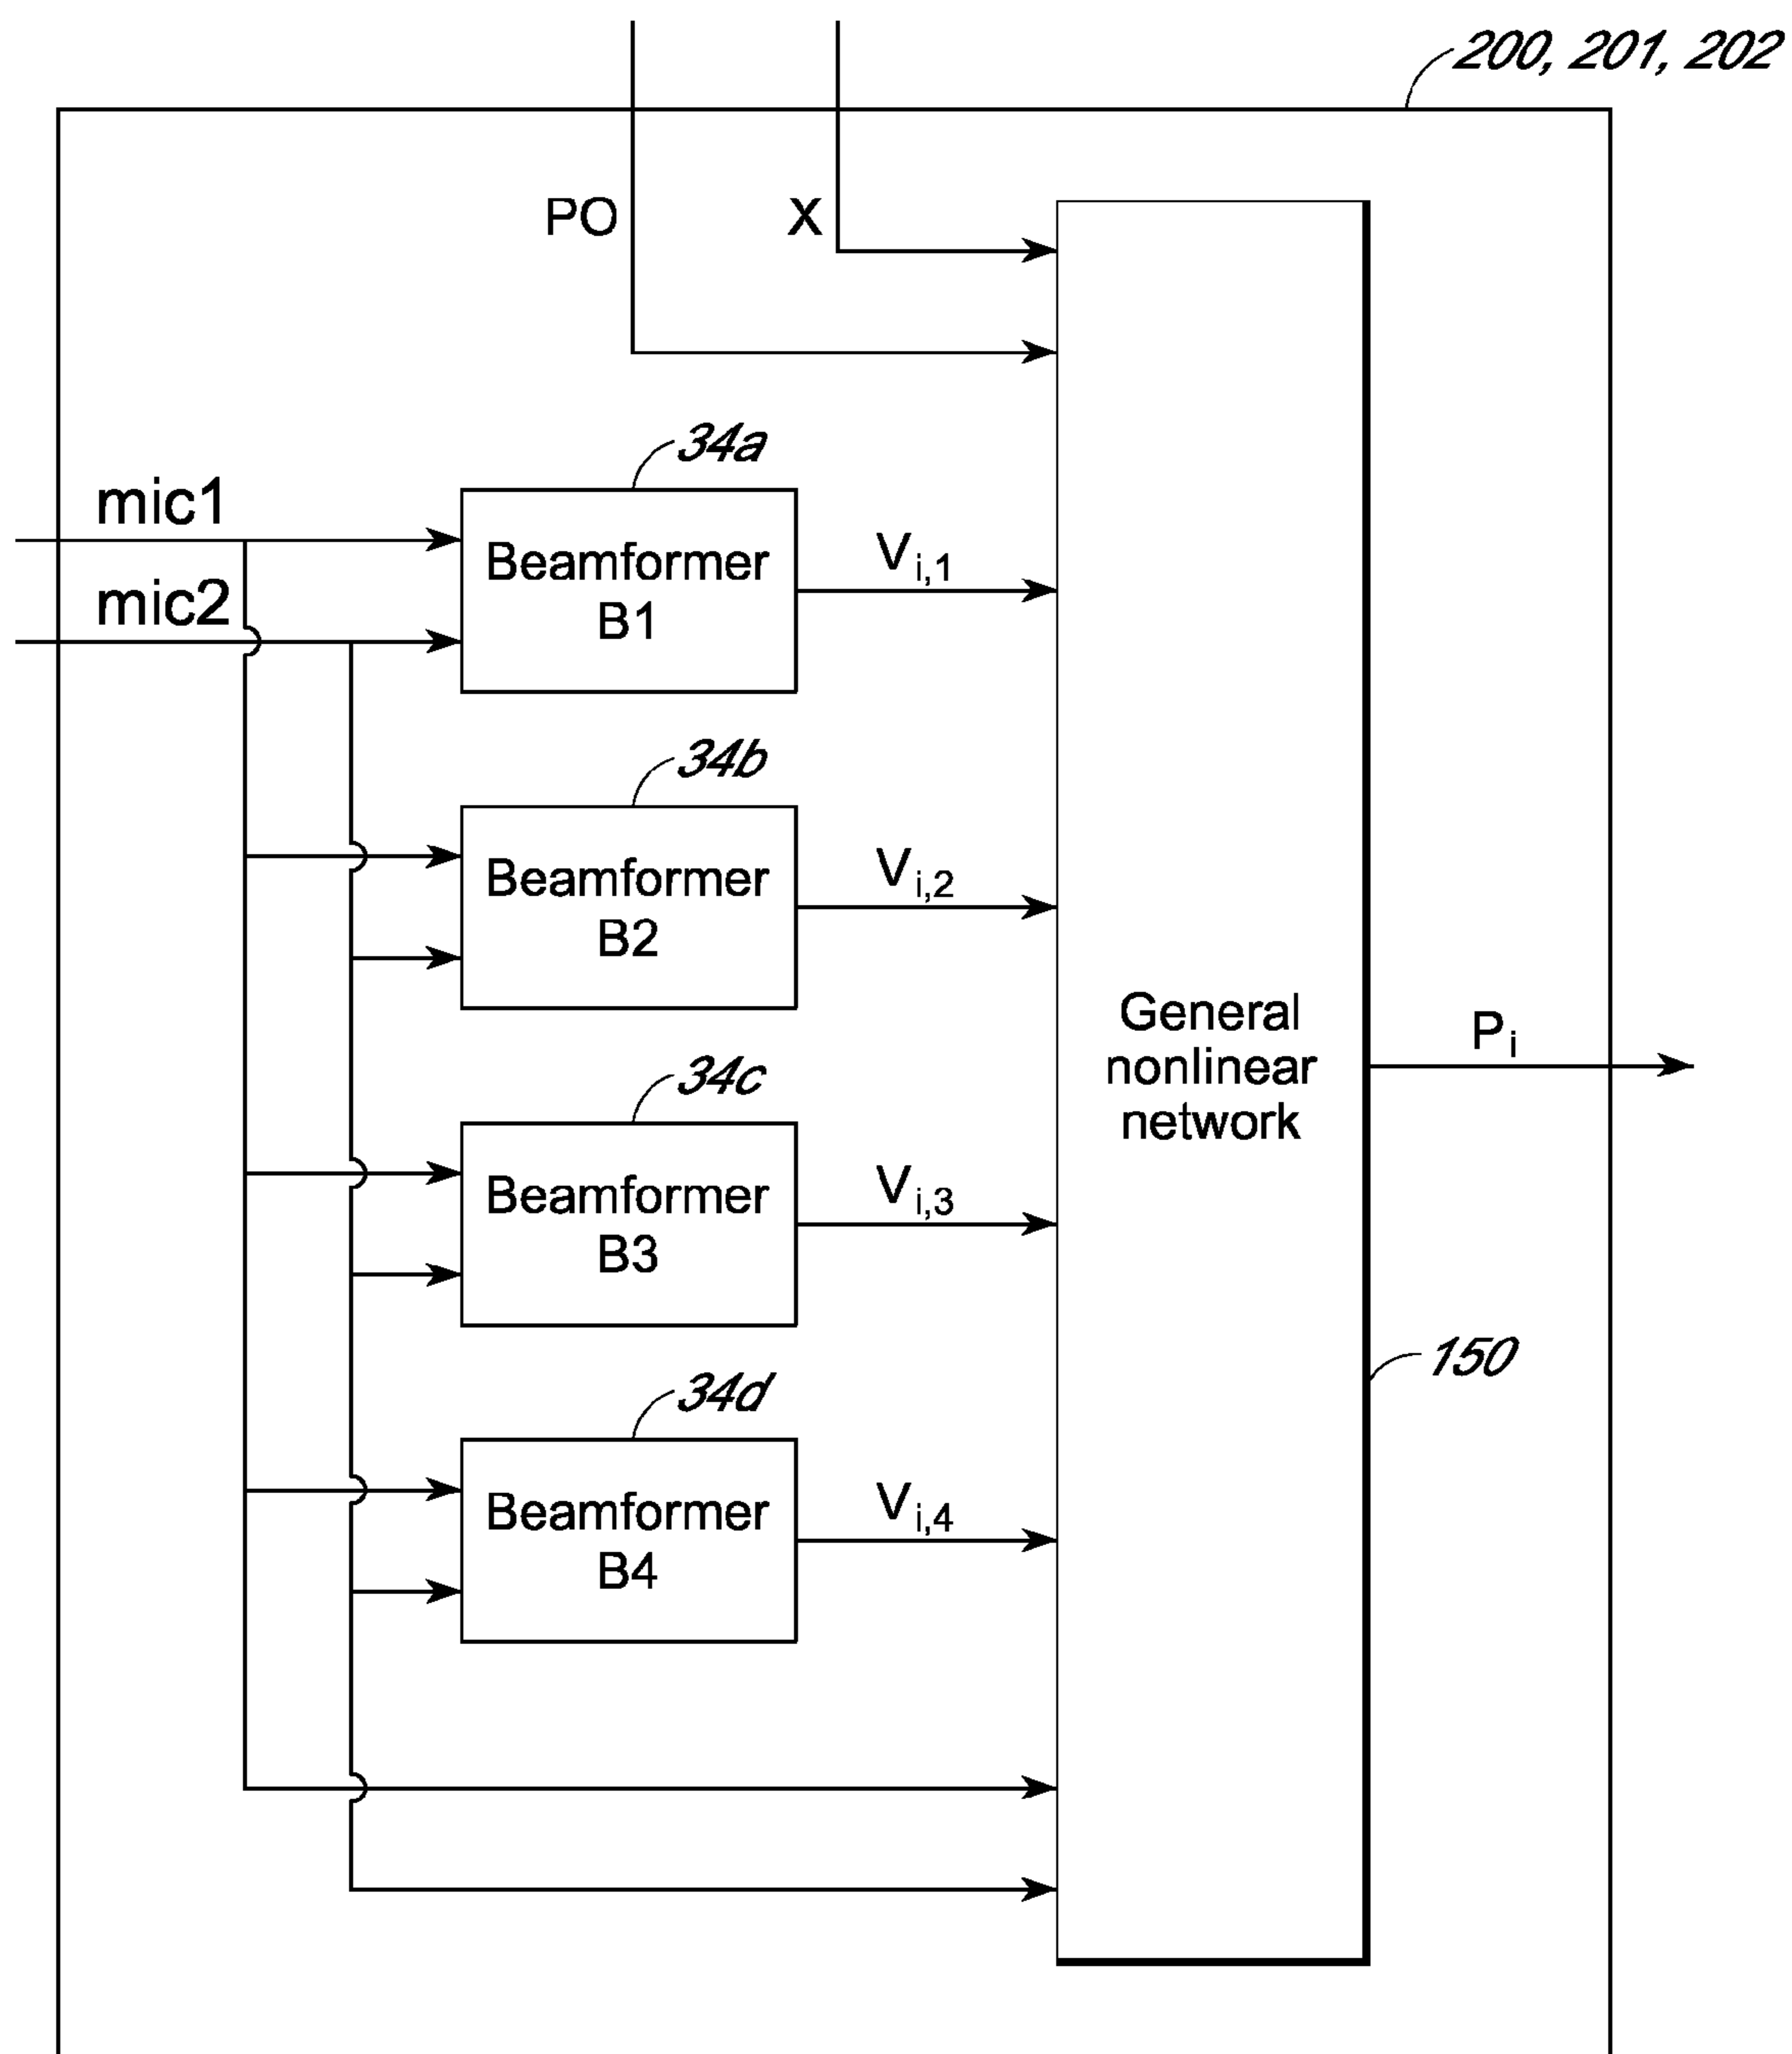 200, 201, 202
PO
X
34a
mic1
Beamformer
B1
Vi,1
mic2
34b
Beamformer
B2
Vi,2
General
nonlinear
network
Pi
34c
Beamformer
B3
Vi,3
150
34d
Beamformer
B4
Vi,4